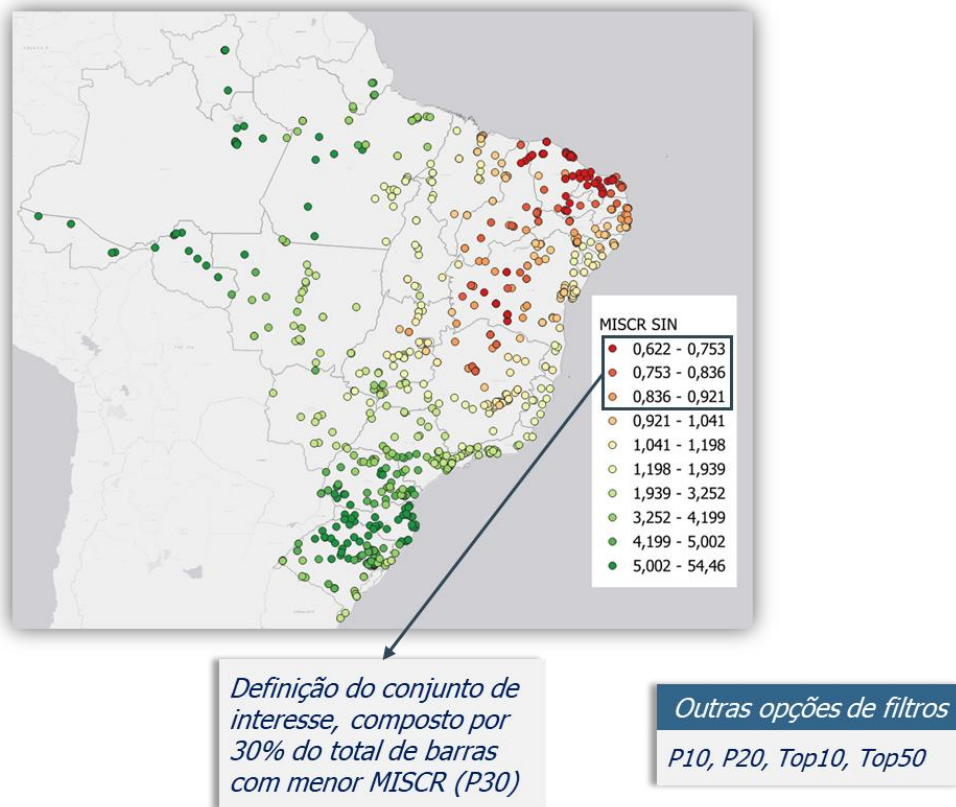 MISCR SIN
0,622 - 0,753
0,753 - 0,836
0,836 - 0,921
0,921 - 1,041
1,041 - 1,198
1,198 - 1,939
1,939 - 3,252
3,252 - 4,199
4,199 - 5,002
5,002 - 54,46
Definição do conjunto de
interesse, composto por
30% do total de barras
com menor MISCR (P30)
Outras opções de filtros
P10, P20, Top10, Top50